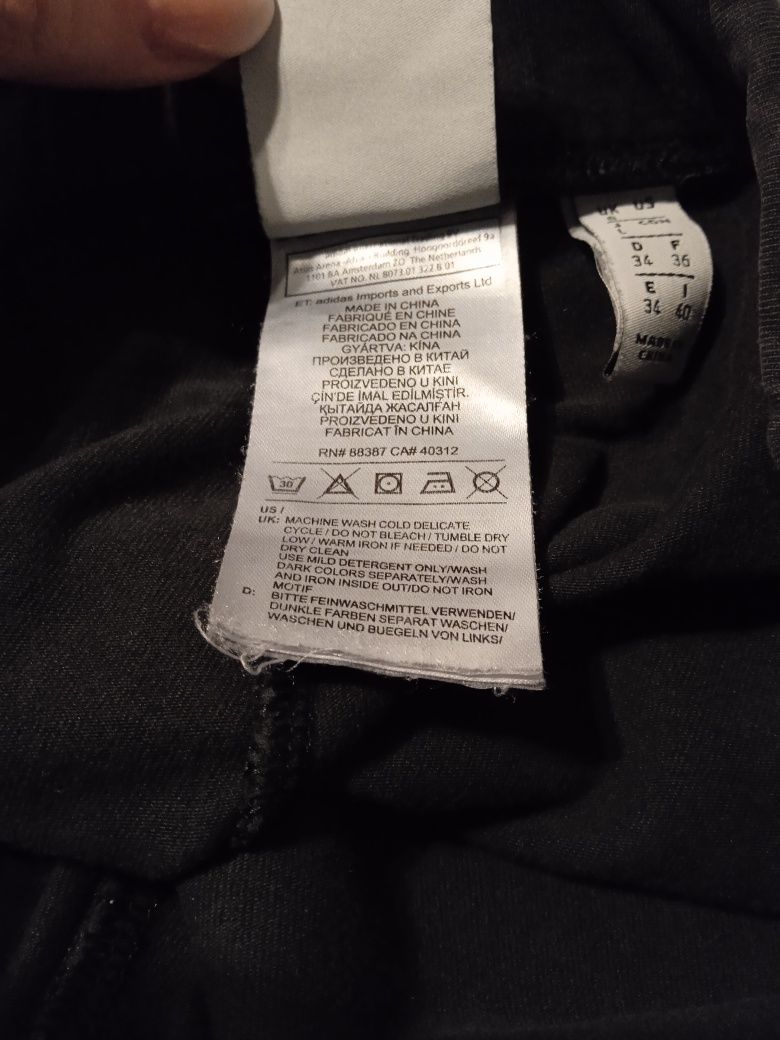 1101 BA Amsterdam ZO The Netherlands
VAT NO. NL 8073.01.322.B.01
ET: adidas Imports and Exports Ltd
MADE IN CHINA
FABRIQUÉ EN CHINE
FABRICADO EN CHINA
FABRICADO NA CHINA
GYÁRTVA: KÍNA
ПРОИЗВЕДЕНО В КИТАЙ
СДЕЛАНО В КИТАЕ
PROIZVEDENO U KINI
ÇİN'DE İMAL EDİLMİŞTİR.
ҚЫТАЙДА ЖАСАЛҒАН
PROIZVEDENO U KINI
FABRICAT ÎN CHINA
RN# 88387 CA# 40312
30
US /
UK: MACHINE WASH COLD DELICATE
CYCLE / DO NOT BLEACH / TUMBLE DRY
LOW / WARM IRON IF NEEDED / DO NOT
DRY CLEAN
USE MILD DETERGENT ONLY/WASH
DARK COLORS SEPARATELY/WASH
AND IRON INSIDE OUT/DO NOT IRON
MOTIF
D: BITTE FEINWASCHMITTEL VERWENDEN/
DUNKLE FARBEN SEPARAT WASCHEN/
WASCHEN UND BUEGELN VON LINKS/
UK US
D F
34 36
E I
34 40
MADE IN
CHINA